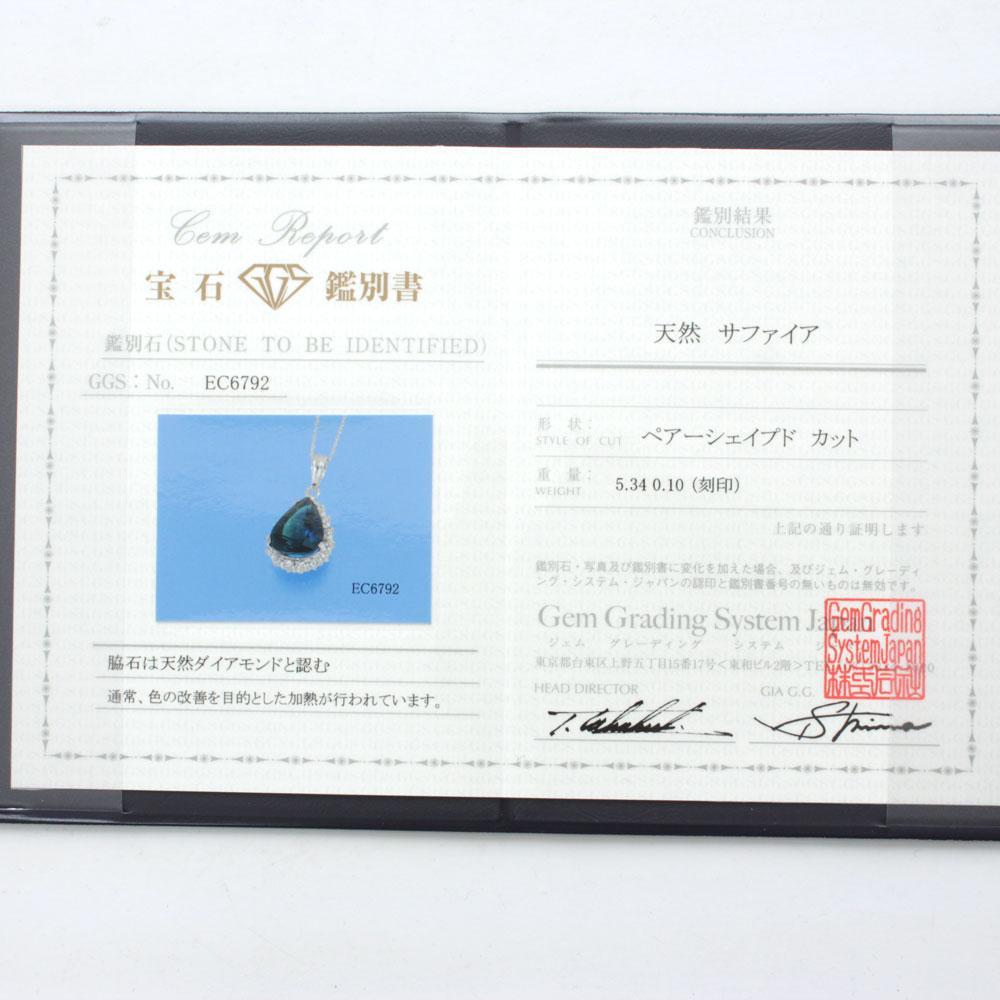 Gem Report
宝石 GGS 鑑別書
鑑別石(STONE TO BE IDENTIFIED)
GGS: No. EC6792
EC6792
脇石は天然ダイアモンドと認む
通常、色の改善を目的とした加熱が行われています。
鑑別結果
CONCLUSION
天然 サファイア
形状:
STYLE OF CUT ペアーシェイプド カット
重量:
WEIGHT 5.34 0.10 (刻印)
上記の通り証明します
鑑別石・写真及び鑑別書に変化を加えた場合、及びジェム・グレーディ
ング・システム・ジャパンの認印と鑑別書番号の無いものは無効です。
Gem Grading System
ジェム グレーディング システム
東京都台東区上野五丁目15番17号<東和ビル2階>
HEAD DIRECTOR GIA G.G.
GemGrading
SystemJapan